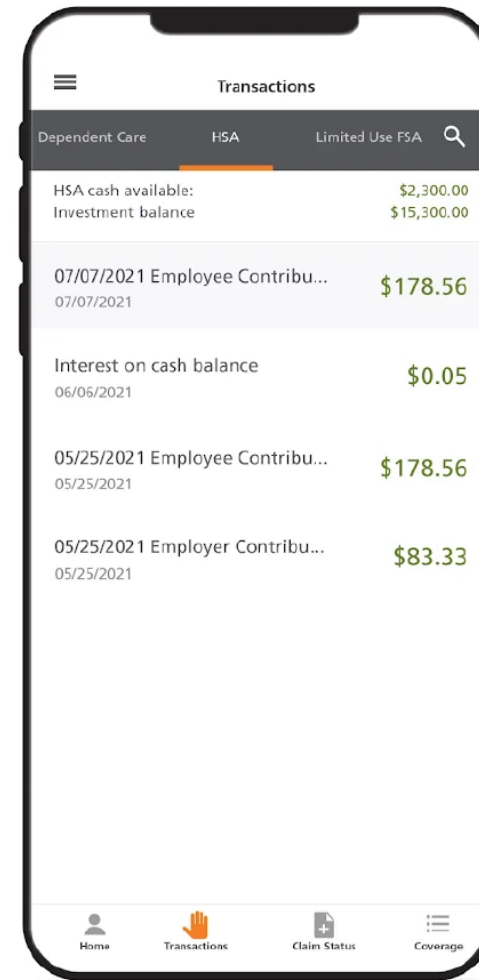 Transactions
Dependent Care HSA Limited Use FSA
HSA cash available: $2,300.00
Investment balance $15,300.00
07/07/2021 Employee Contribu... $178.56
07/07/2021
Interest on cash balance $0.05
06/06/2021
05/25/2021 Employee Contribu... $178.56
05/25/2021
05/25/2021 Employer Contribu... $83.33
05/25/2021
Home Transactions Claim Status Coverage